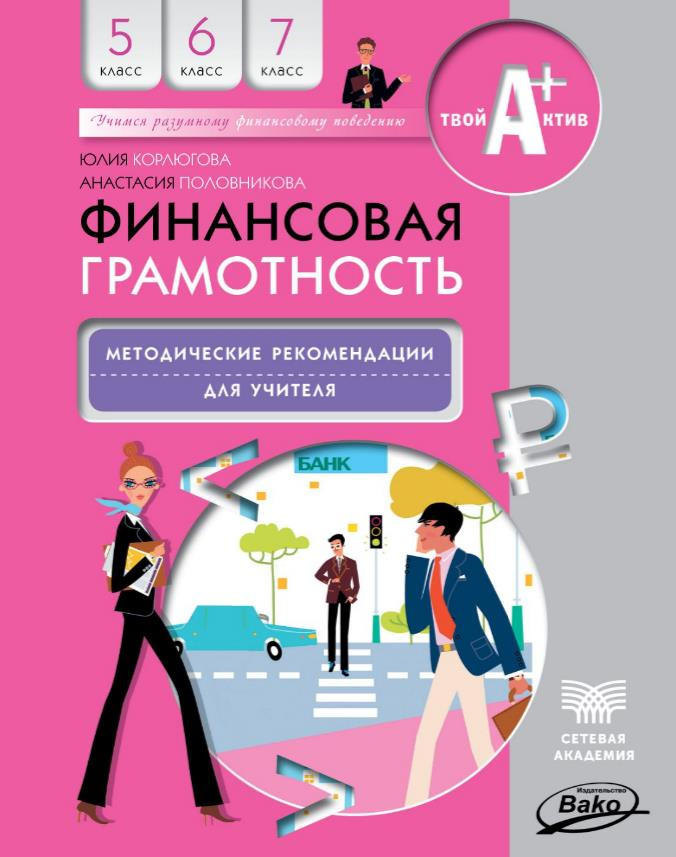 5 6 7
КЛАСС КЛАСС КЛАСС
Учимся разумному финансовому поведению
ТВОЙ А+КТИВ
ЮЛИЯ КОРЛЮГОВА
АНАСТАСИЯ ПОЛОВНИКОВА
ФИНАНСОВАЯ
ГРАМОТНОСТЬ
МЕТОДИЧЕСКИЕ РЕКОМЕНДАЦИИ
ДЛЯ УЧИТЕЛЯ
₽
БАНК
СЕТЕВАЯ
АКАДЕМИЯ
Издательство
Вако